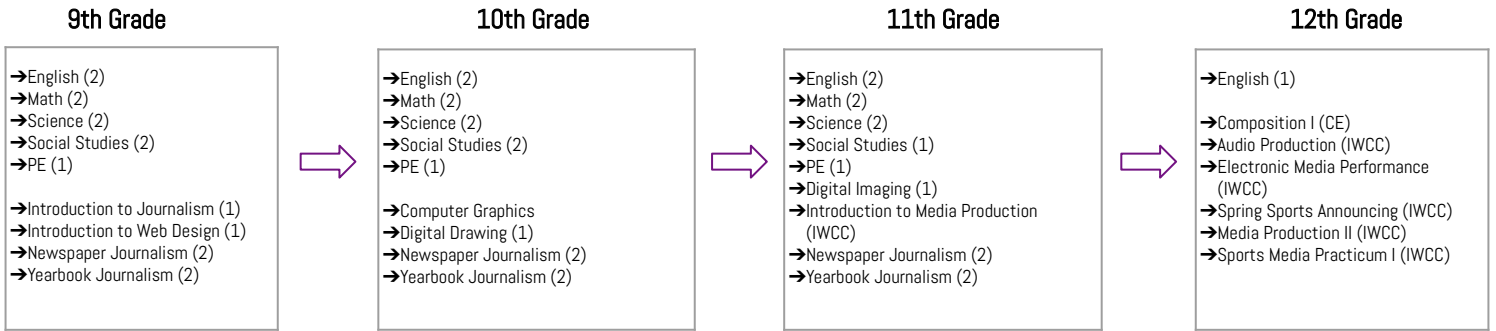 9th Grade
➔English (2)
➔Math (2)
➔Science (2)
➔Social Studies (2)
➔PE (1)
➔Introduction to Journalism (1)
➔Introduction to Web Design (1)
➔Newspaper Journalism (2)
➔Yearbook Journalism (2)
10th Grade
➔English (2)
➔Math (2)
➔Science (2)
➔Social Studies (2)
➔PE (1)
➔Computer Graphics
➔Digital Drawing (1)
➔Newspaper Journalism (2)
➔Yearbook Journalism (2)
11th Grade
➔English (2)
➔Math (2)
➔Science (2)
➔Social Studies (1)
➔PE (1)
➔Digital Imaging (1)
➔Introduction to Media Production
(IWCC)
➔Newspaper Journalism (2)
➔Yearbook Journalism (2)
12th Grade
➔English (1)
➔Composition I (CE)
➔Audio Production (IWCC)
➔Electronic Media Performance
(IWCC)
➔Spring Sports Announcing (IWCC)
➔Media Production II (IWCC)
➔Sports Media Practicum I (IWCC)